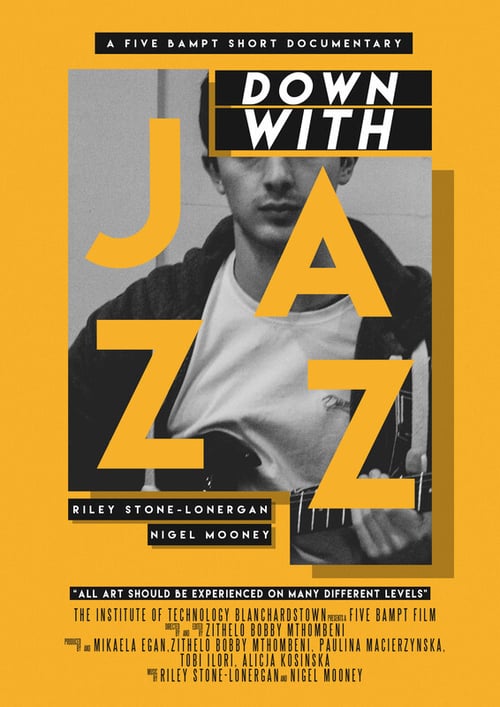 A FIVE BAMPT SHORT DOCUMENTARY
DOWN
WITH
JAZZ
RILEY STONE-LONERGAN
NIGEL MOONEY
"ALL ART SHOULD BE EXPERIENCED ON MANY DIFFERENT LEVELS"
THE INSTITUTE OF TECHNOLOGY BLANCHARDSTOWN PRESENTS A FIVE BAMPT FILM
DIRECTED BY AND EDITED BY ZITHELO BOBBY MTHOMBENI
PRODUCED BY AND MIKAELA EGAN,ZITHELO BOBBY MTHOMBENI, PAULINA MACIERZYNSKA,
TOBI ILORI, ALICJA KOSINSKA
MUSIC BY RILEY STONE-LONERGAN AND NIGEL MOONEY